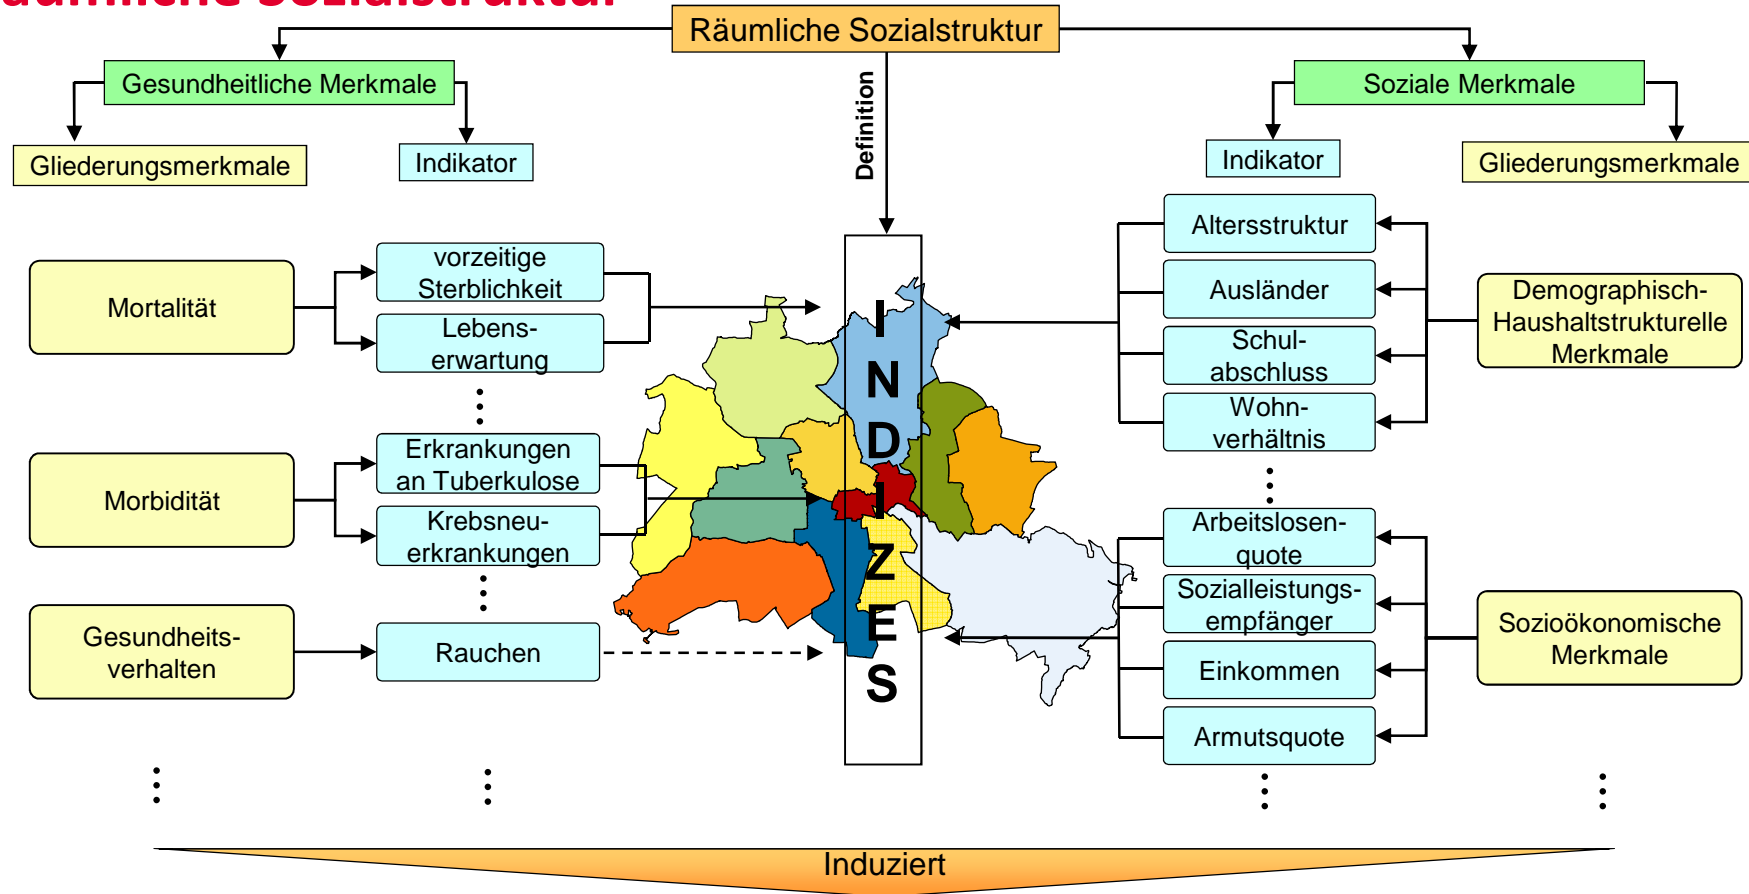 räumliche Sozialstruktur
Räumliche Sozialstruktur
Gesundheitliche Merkmale
Soziale Merkmale
Definition
Gliederungsmerkmale
Indikator
Indikator
Gliederungsmerkmale
Mortalität
vorzeitige
Sterblichkeit
Lebens-
erwartung
Morbidität
Erkrankungen
an Tuberkulose
Krebsneu-
erkrankungen
Gesundheits-
verhalten
Rauchen
I
N
D
I
Z
E
S
Altersstruktur
Ausländer
Schul-
abschluss
Wohn-
verhältnis
Demographisch-
Haushaltstrukturelle
Merkmale
Arbeitslosen-
quote
Sozialleistungs-
empfänger
Einkommen
Armutsquote
Sozioökonomische
Merkmale
Induziert